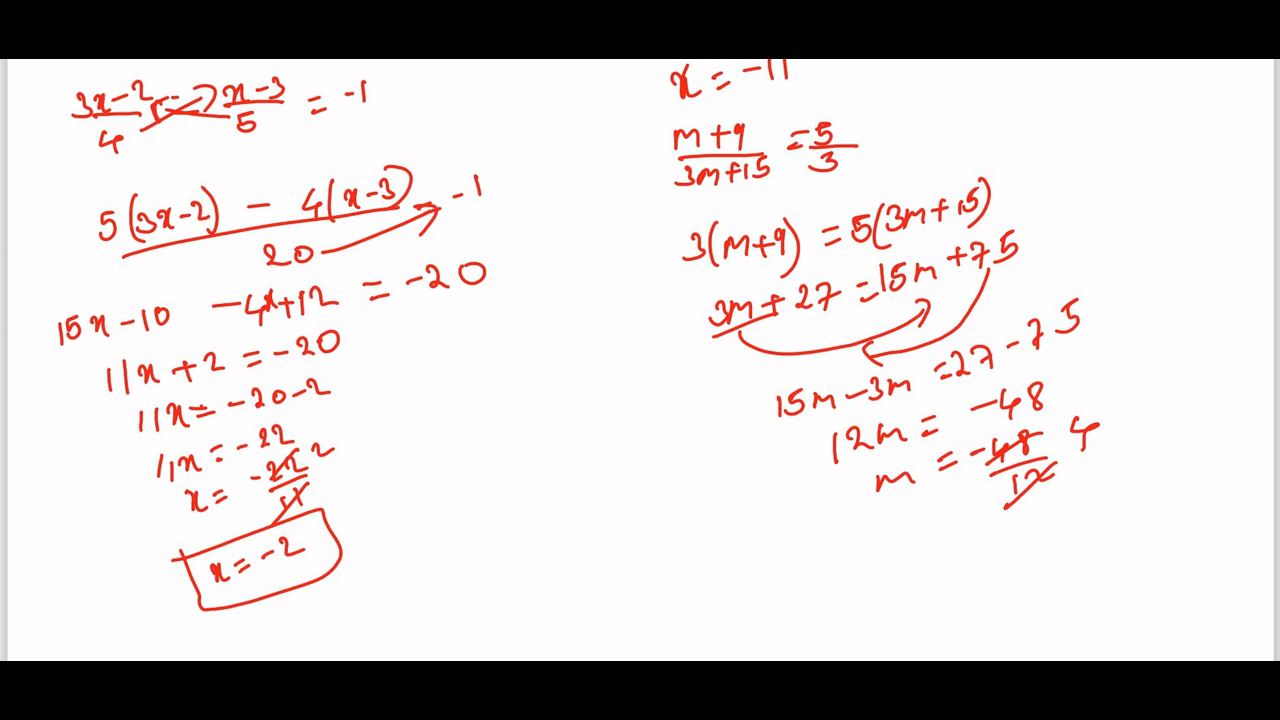 (3x-2)/4 - (x-3)/5 = -1
(5(3x-2) - 4(x-3))/20 = -1
15x-10 -4x+12 = -20
11x + 2 = -20
11x = -20-2
11x = -22
x = -22/11 2
x = -2
x = -11
(m+9)/(3m+15) = 5/3
3(m+9) = 5(3m+15)
3m + 27 = 15m + 75
15m - 3m = 27 - 75
12m = -48
m = -48/12 4